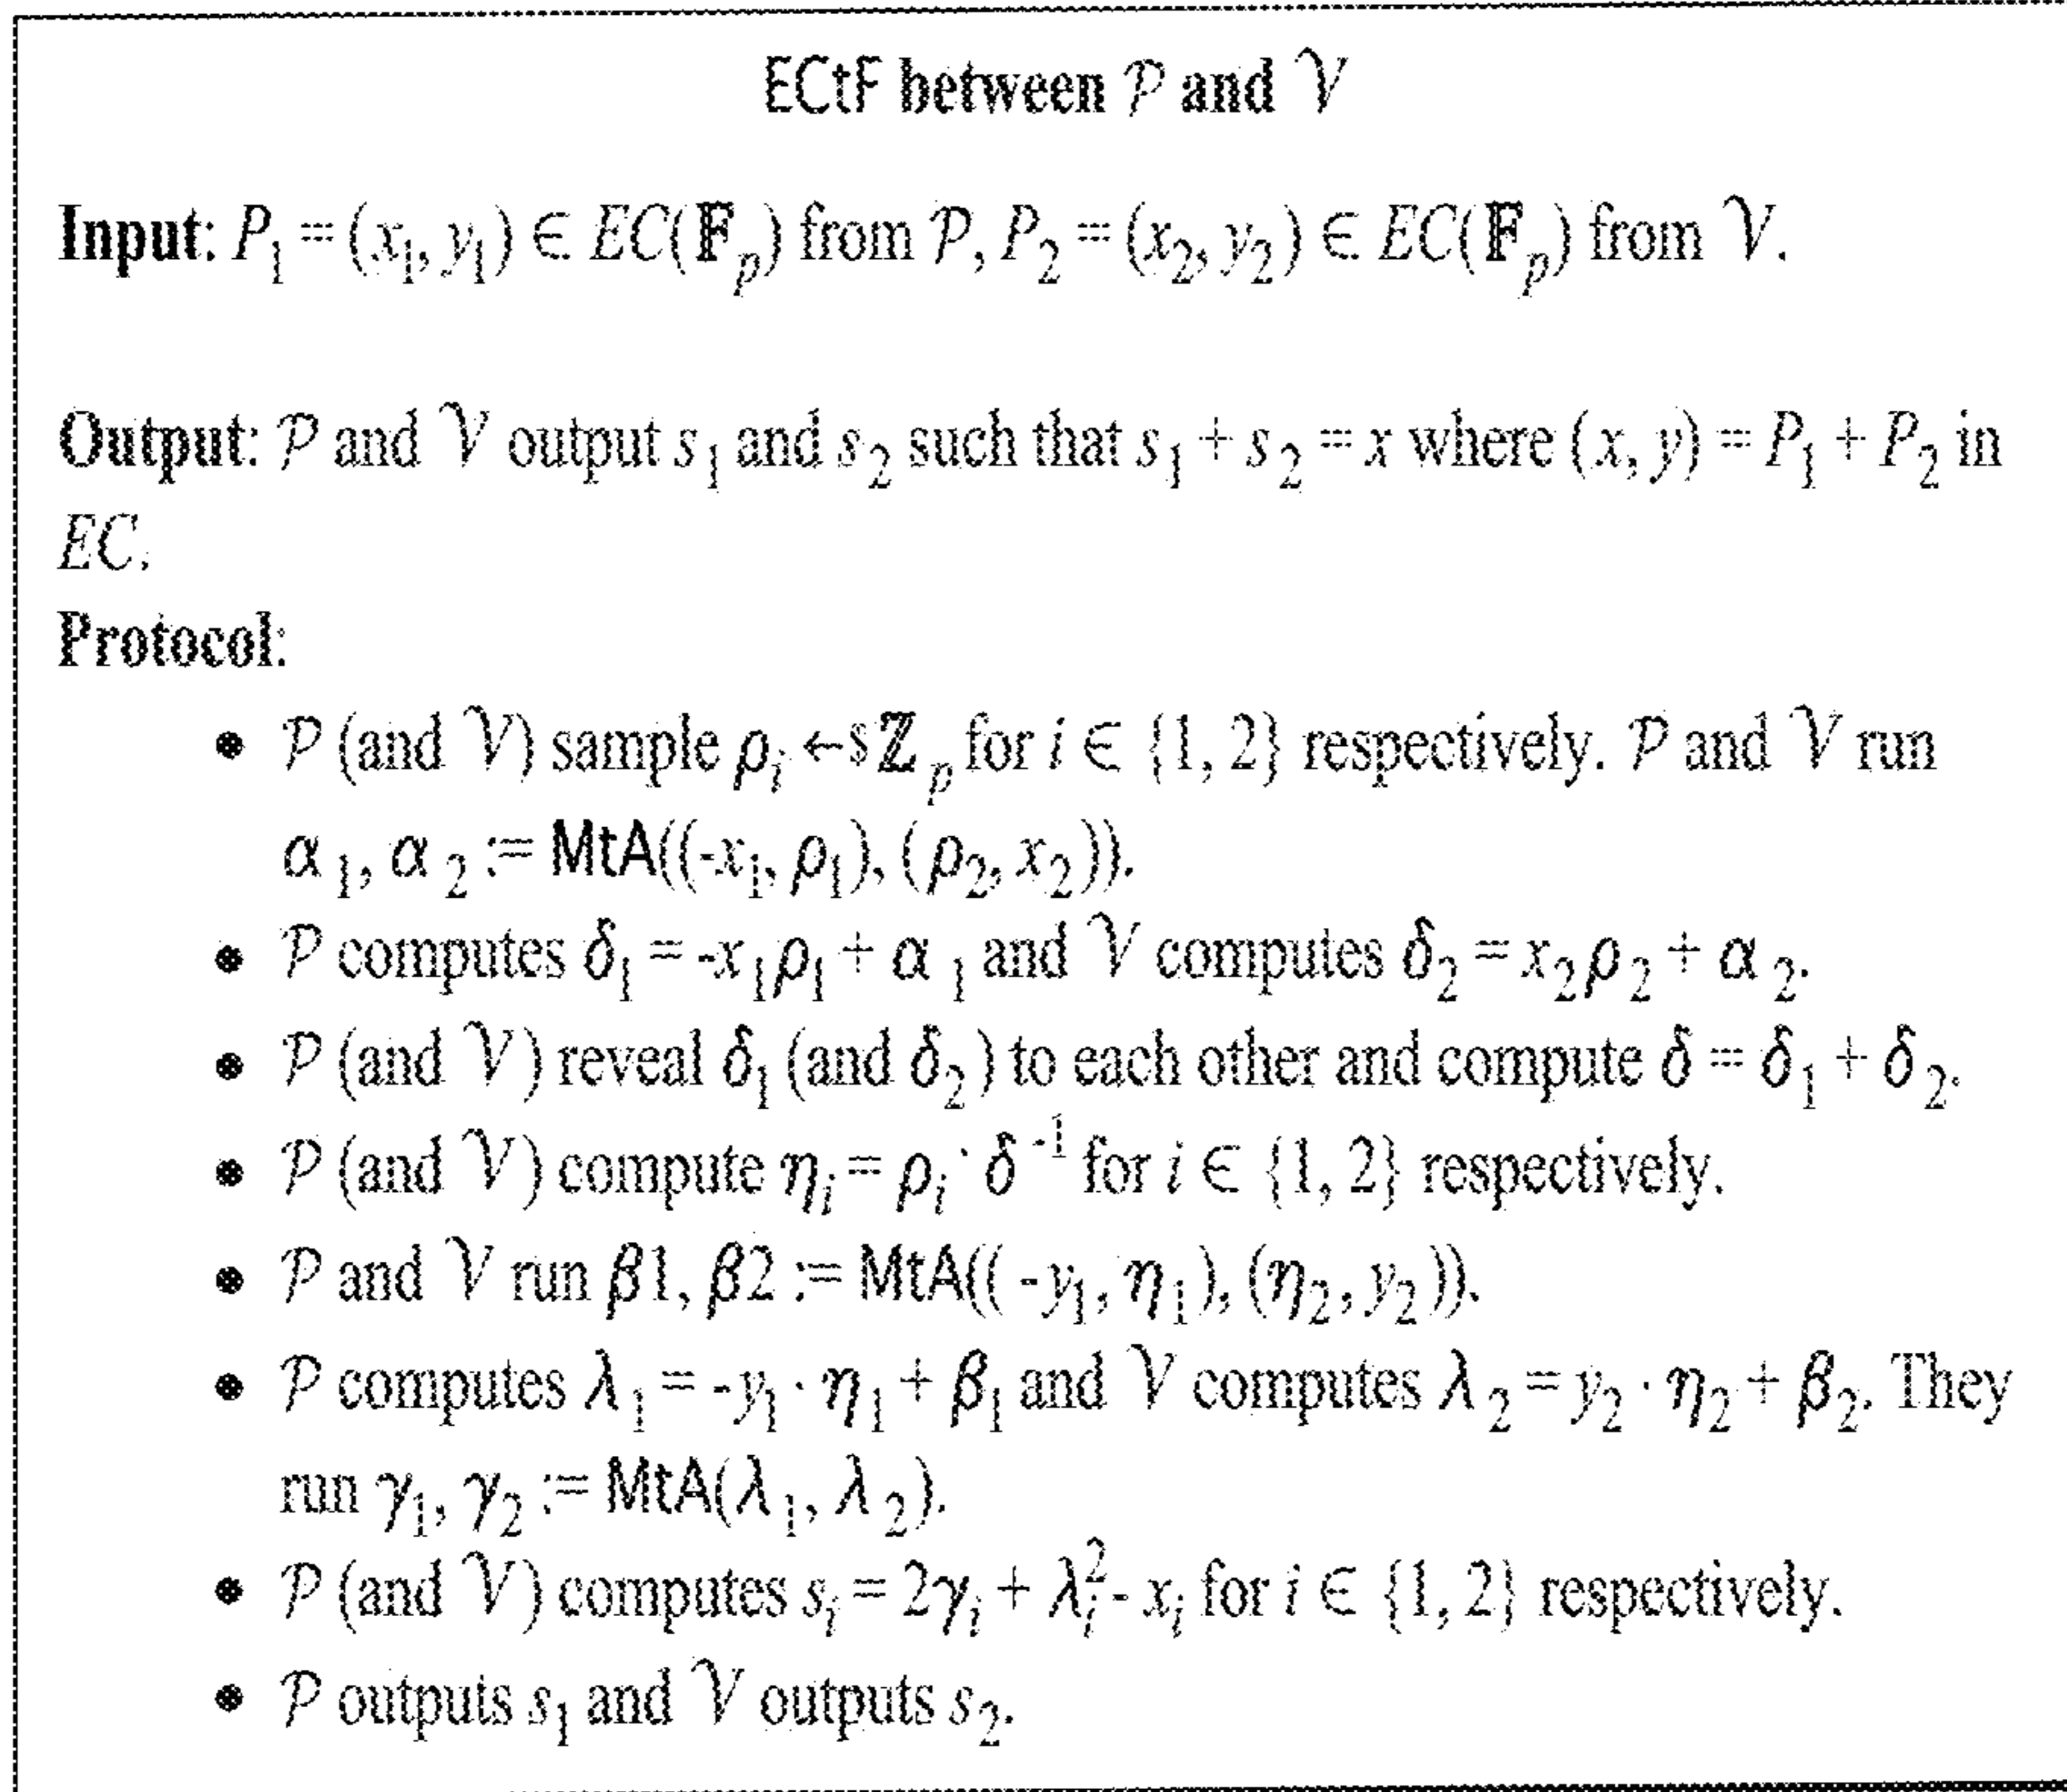 ECtF between 𝒫 and 𝒱
Input: P₁ = (x₁, y₁) ∈ EC(𝔽ₚ) from 𝒫, P₂ = (x₂, y₂) ∈ EC(𝔽ₚ) from 𝒱.
Output: 𝒫 and 𝒱 output s₁ and s₂ such that s₁ + s₂ = x where (x, y) = P₁ + P₂ in
EC.
Protocol:
• 𝒫 (and 𝒱) sample ρᵢ ←$ ℤₚ for i ∈ {1, 2} respectively. 𝒫 and 𝒱 run
α₁, α₂ := MtA((-x₁, ρ₁), (ρ₂, x₂)).
• 𝒫 computes δ₁ = -x₁ρ₁ + α₁ and 𝒱 computes δ₂ = x₂ρ₂ + α₂.
• 𝒫 (and 𝒱) reveal δ₁ (and δ₂) to each other and compute δ = δ₁ + δ₂.
• 𝒫 (and 𝒱) compute ηᵢ = ρᵢ · δ⁻¹ for i ∈ {1, 2} respectively.
• 𝒫 and 𝒱 run β1, β2 := MtA((-y₁, η₁), (η₂, y₂)).
• 𝒫 computes λ₁ = -y₁ · η₁ + β₁ and 𝒱 computes λ₂ = y₂ · η₂ + β₂. They
run γ₁, γ₂ := MtA(λ₁, λ₂).
• 𝒫 (and 𝒱) computes sᵢ = 2γᵢ + λᵢ² - xᵢ for i ∈ {1, 2} respectively.
• 𝒫 outputs s₁ and 𝒱 outputs s₂.